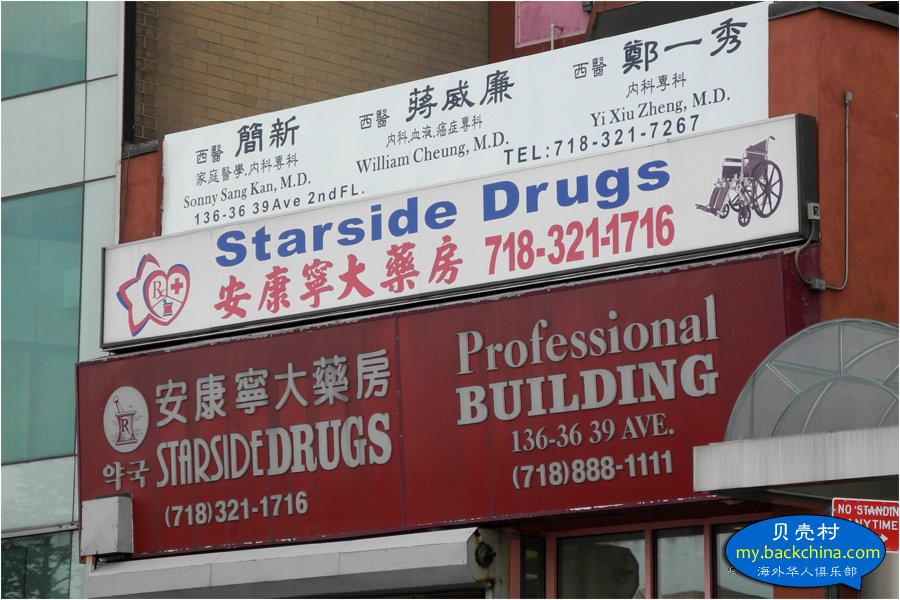 西醫 簡新
家庭醫學.內科專科
Sonny Sang Kan, M.D.
136-36 39Ave 2ndFL.
西醫 蔣威廉
内科,血液,癌症專科
William Cheung, M.D.
西醫 鄭一秀
内科專科
Yi Xiu Zheng, M.D.
TEL:718-321-7267
Starside Drugs
安康寧大藥房 718-321-1716
R
安康寧大藥房
약국 STARSIDE DRUGS
(718)321-1716
R
Professional
BUILDING
136-36 39 AVE.
(718)888-1111
NO STANDIN
ANYTIME
贝壳村
my.backchina.com
海外华人俱乐部